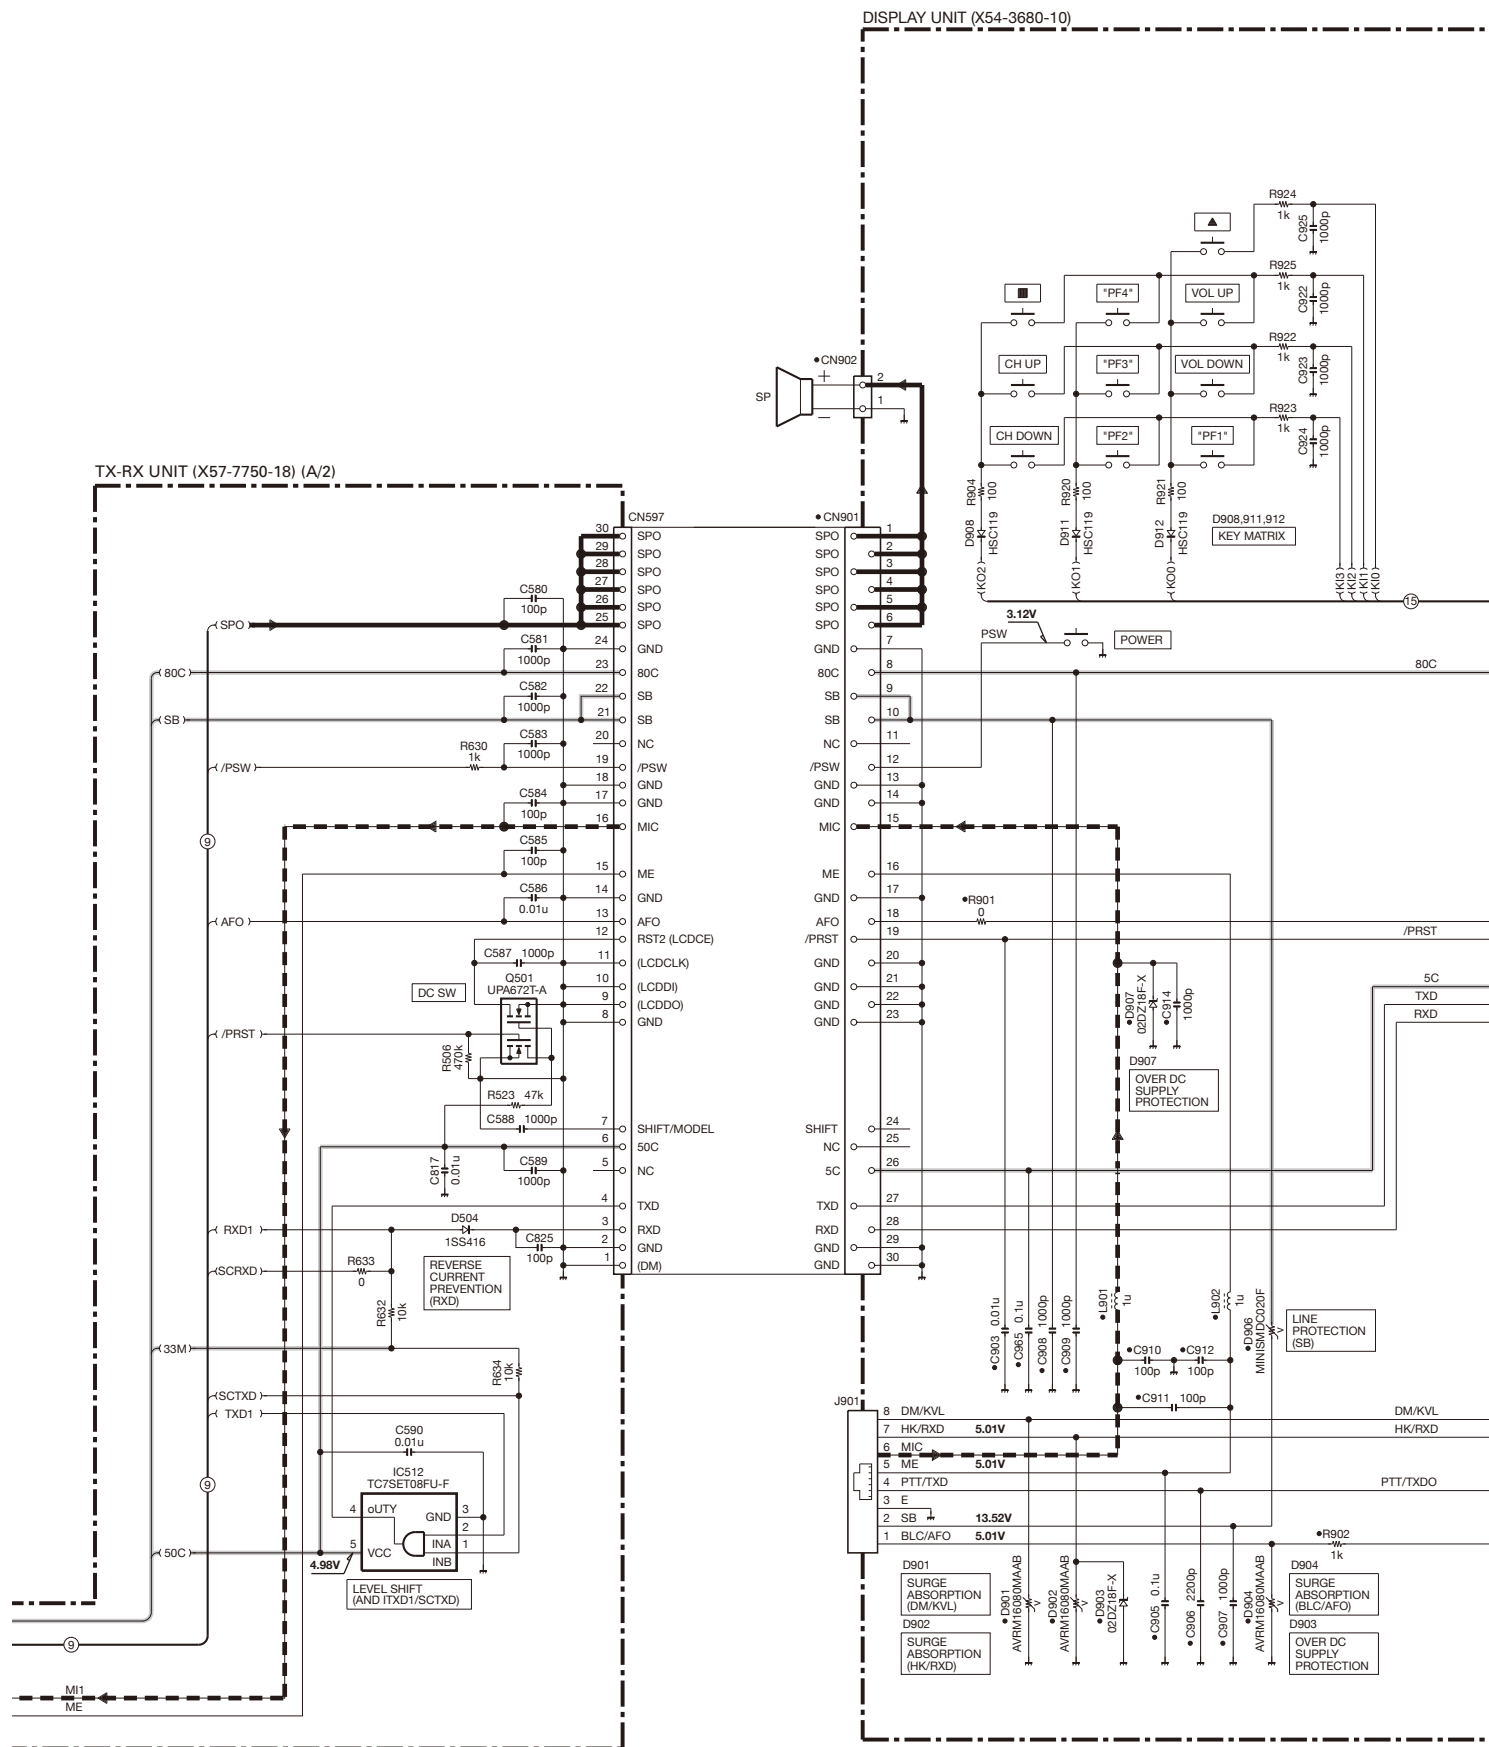 DISPLAY UNIT (X54-3680-10)
R924
1k
C925
1000p
▲
R925
1k
C922
1000p
"PF4"
VOL UP
R922
1k
C923
1000p
CH UP
"PF3"
VOL DOWN
R923
1k
C924
1000p
CH DOWN
"PF2"
"PF1"
R904
100
R920
100
R921
100
D908
HSC119
D911
HSC119
D912
HSC119
D908,911,912
KEY MATRIX
(KO2)
(KO1)
(KO0)
(KI3)
(KI2)
(KI1)
(KI0)
15
•CN902
SP
+
−
2
1
TX-RX UNIT (X57-7750-18) (A/2)
CN597
30 SPO
29 SPO
28 SPO
27 SPO
26 SPO
25 SPO
24 GND
23 80C
22 SB
21 SB
20 NC
19 /PSW
18 GND
17 GND
16 MIC
15 ME
14 GND
13 AFO
12 RST2 (LCDCE)
11 (LCDCLK)
10 (LCDDI)
9 (LCDDO)
8 GND
7 SHIFT/MODEL
6 50C
5 NC
4 TXD
3 RXD
2 GND
1 (DM)
•CN901
SPO 1
SPO 2
SPO 3
SPO 4
SPO 5
SPO 6
GND 7
80C 8
SB 9
SB 10
NC 11
/PSW 12
GND 13
GND 14
MIC 15
ME 16
GND 17
AFO 18
/PRST 19
GND 20
GND 21
GND 22
GND 23
SHIFT 24
NC 25
5C 26
TXD 27
RXD 28
GND 29
GND 30
C580
100p
(SPO)
C581
1000p
(80C)
C582
1000p
(SB)
C583
1000p
R630
1k
(/PSW)
C584
100p
9
C585
100p
C586
0.01u
(AFO)
C587 1000p
Q501
UPA672T-A
DC SW
(/PRST)
R506
470k
R523 47k
C588 1000p
C817
0.01u
C589
1000p
(RXD1)
D504
1SS416
C825
100p
(SCRXD)
R633
0
REVERSE
CURRENT
PREVENTION
(RXD)
R632
10k
(33M)
R634
10k
(SCTXD)
(TXD1)
C590
0.01u
IC512
TC7SET08FU-F
9
4 oUTY
GND 3
2
INA 1
5 VCC
INB
(50C)
4.98V
LEVEL SHIFT
(AND ITXD1/SCTXD)
9
MI1
ME
3.12V
PSW
POWER
80C
•R901
0
/PRST
5C
TXD
RXD
•D907
02DZ18F-X
•C914
1000p
D907
OVER DC
SUPPLY
PROTECTION
•C903 0.01u
•C965 0.1u
•C908 1000p
•C909 1000p
•L901
1u
•L902
1u
•D906
MINISMDC020F
LINE
PROTECTION
(SB)
•C910
100p
•C912
100p
•C911 100p
J901
8 DM/KVL
DM/KVL
7 HK/RXD 5.01V
HK/RXD
6 MIC
5 ME 5.01V
4 PTT/TXD
PTT/TXDO
3 E
2 SB 13.52V
1 BLC/AFO 5.01V
•R902
1k
D901
SURGE
ABSORPTION
(DM/KVL)
D902
SURGE
ABSORPTION
(HK/RXD)
•D901
AVRM16080MAAB
•D902
AVRM16080MAAB
•D903
02DZ18F-X
•C905 0.1u
•C906 2200p
•C907 1000p
•D904
AVRM16080MAAB
D904
SURGE
ABSORPTION
(BLC/AFO)
D903
OVER DC
SUPPLY
PROTECTION